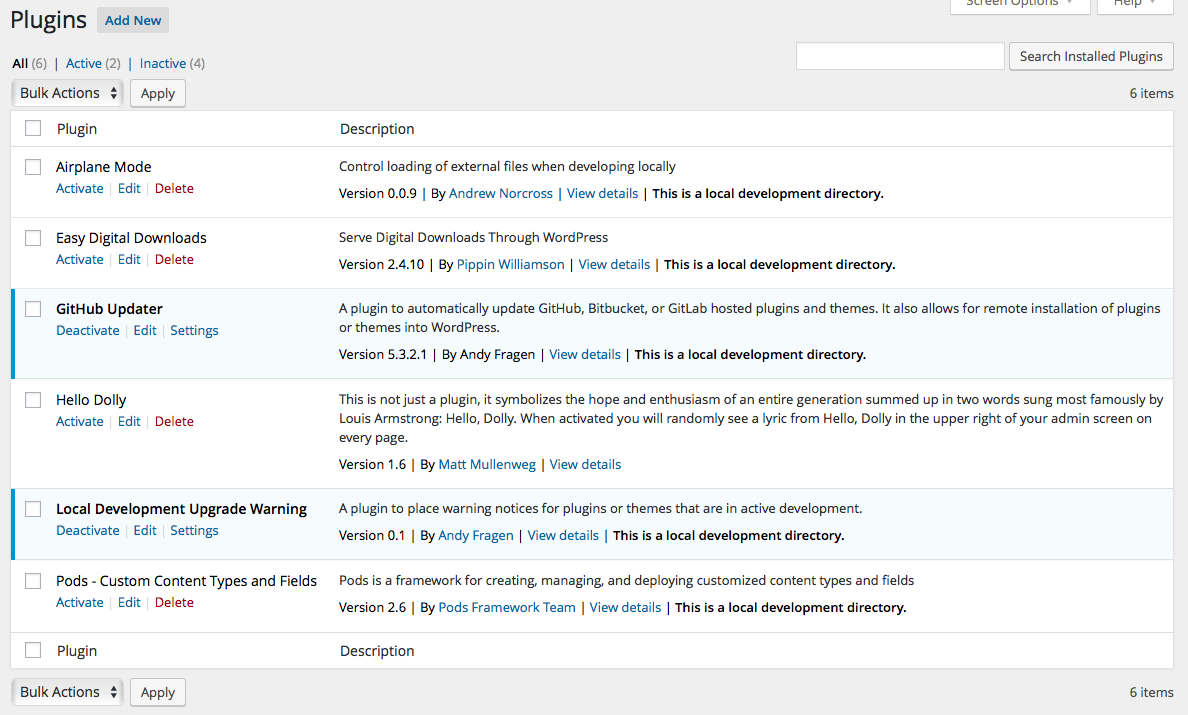 Screen Options Help
Plugins Add New
All (6) | Active (2) | Inactive (4)
Search Installed Plugins
Bulk Actions Apply
6 items
Plugin Description
Airplane Mode
Activate | Edit | Delete
Control loading of external files when developing locally
Version 0.0.9 | By Andrew Norcross | View details | This is a local development directory.
Easy Digital Downloads
Activate | Edit | Delete
Serve Digital Downloads Through WordPress
Version 2.4.10 | By Pippin Williamson | View details | This is a local development directory.
GitHub Updater
Deactivate | Edit | Settings
A plugin to automatically update GitHub, Bitbucket, or GitLab hosted plugins and themes. It also allows for remote installation of plugins
or themes into WordPress.
Version 5.3.2.1 | By Andy Fragen | View details | This is a local development directory.
Hello Dolly
Activate | Edit | Delete
This is not just a plugin, it symbolizes the hope and enthusiasm of an entire generation summed up in two words sung most famously by
Louis Armstrong: Hello, Dolly. When activated you will randomly see a lyric from Hello, Dolly in the upper right of your admin screen on
every page.
Version 1.6 | By Matt Mullenweg | View details
Local Development Upgrade Warning
Deactivate | Edit | Settings
A plugin to place warning notices for plugins or themes that are in active development.
Version 0.1 | By Andy Fragen | View details | This is a local development directory.
Pods - Custom Content Types and Fields
Activate | Edit | Delete
Pods is a framework for creating, managing, and deploying customized content types and fields
Version 2.6 | By Pods Framework Team | View details | This is a local development directory.
Plugin Description
Bulk Actions Apply
6 items